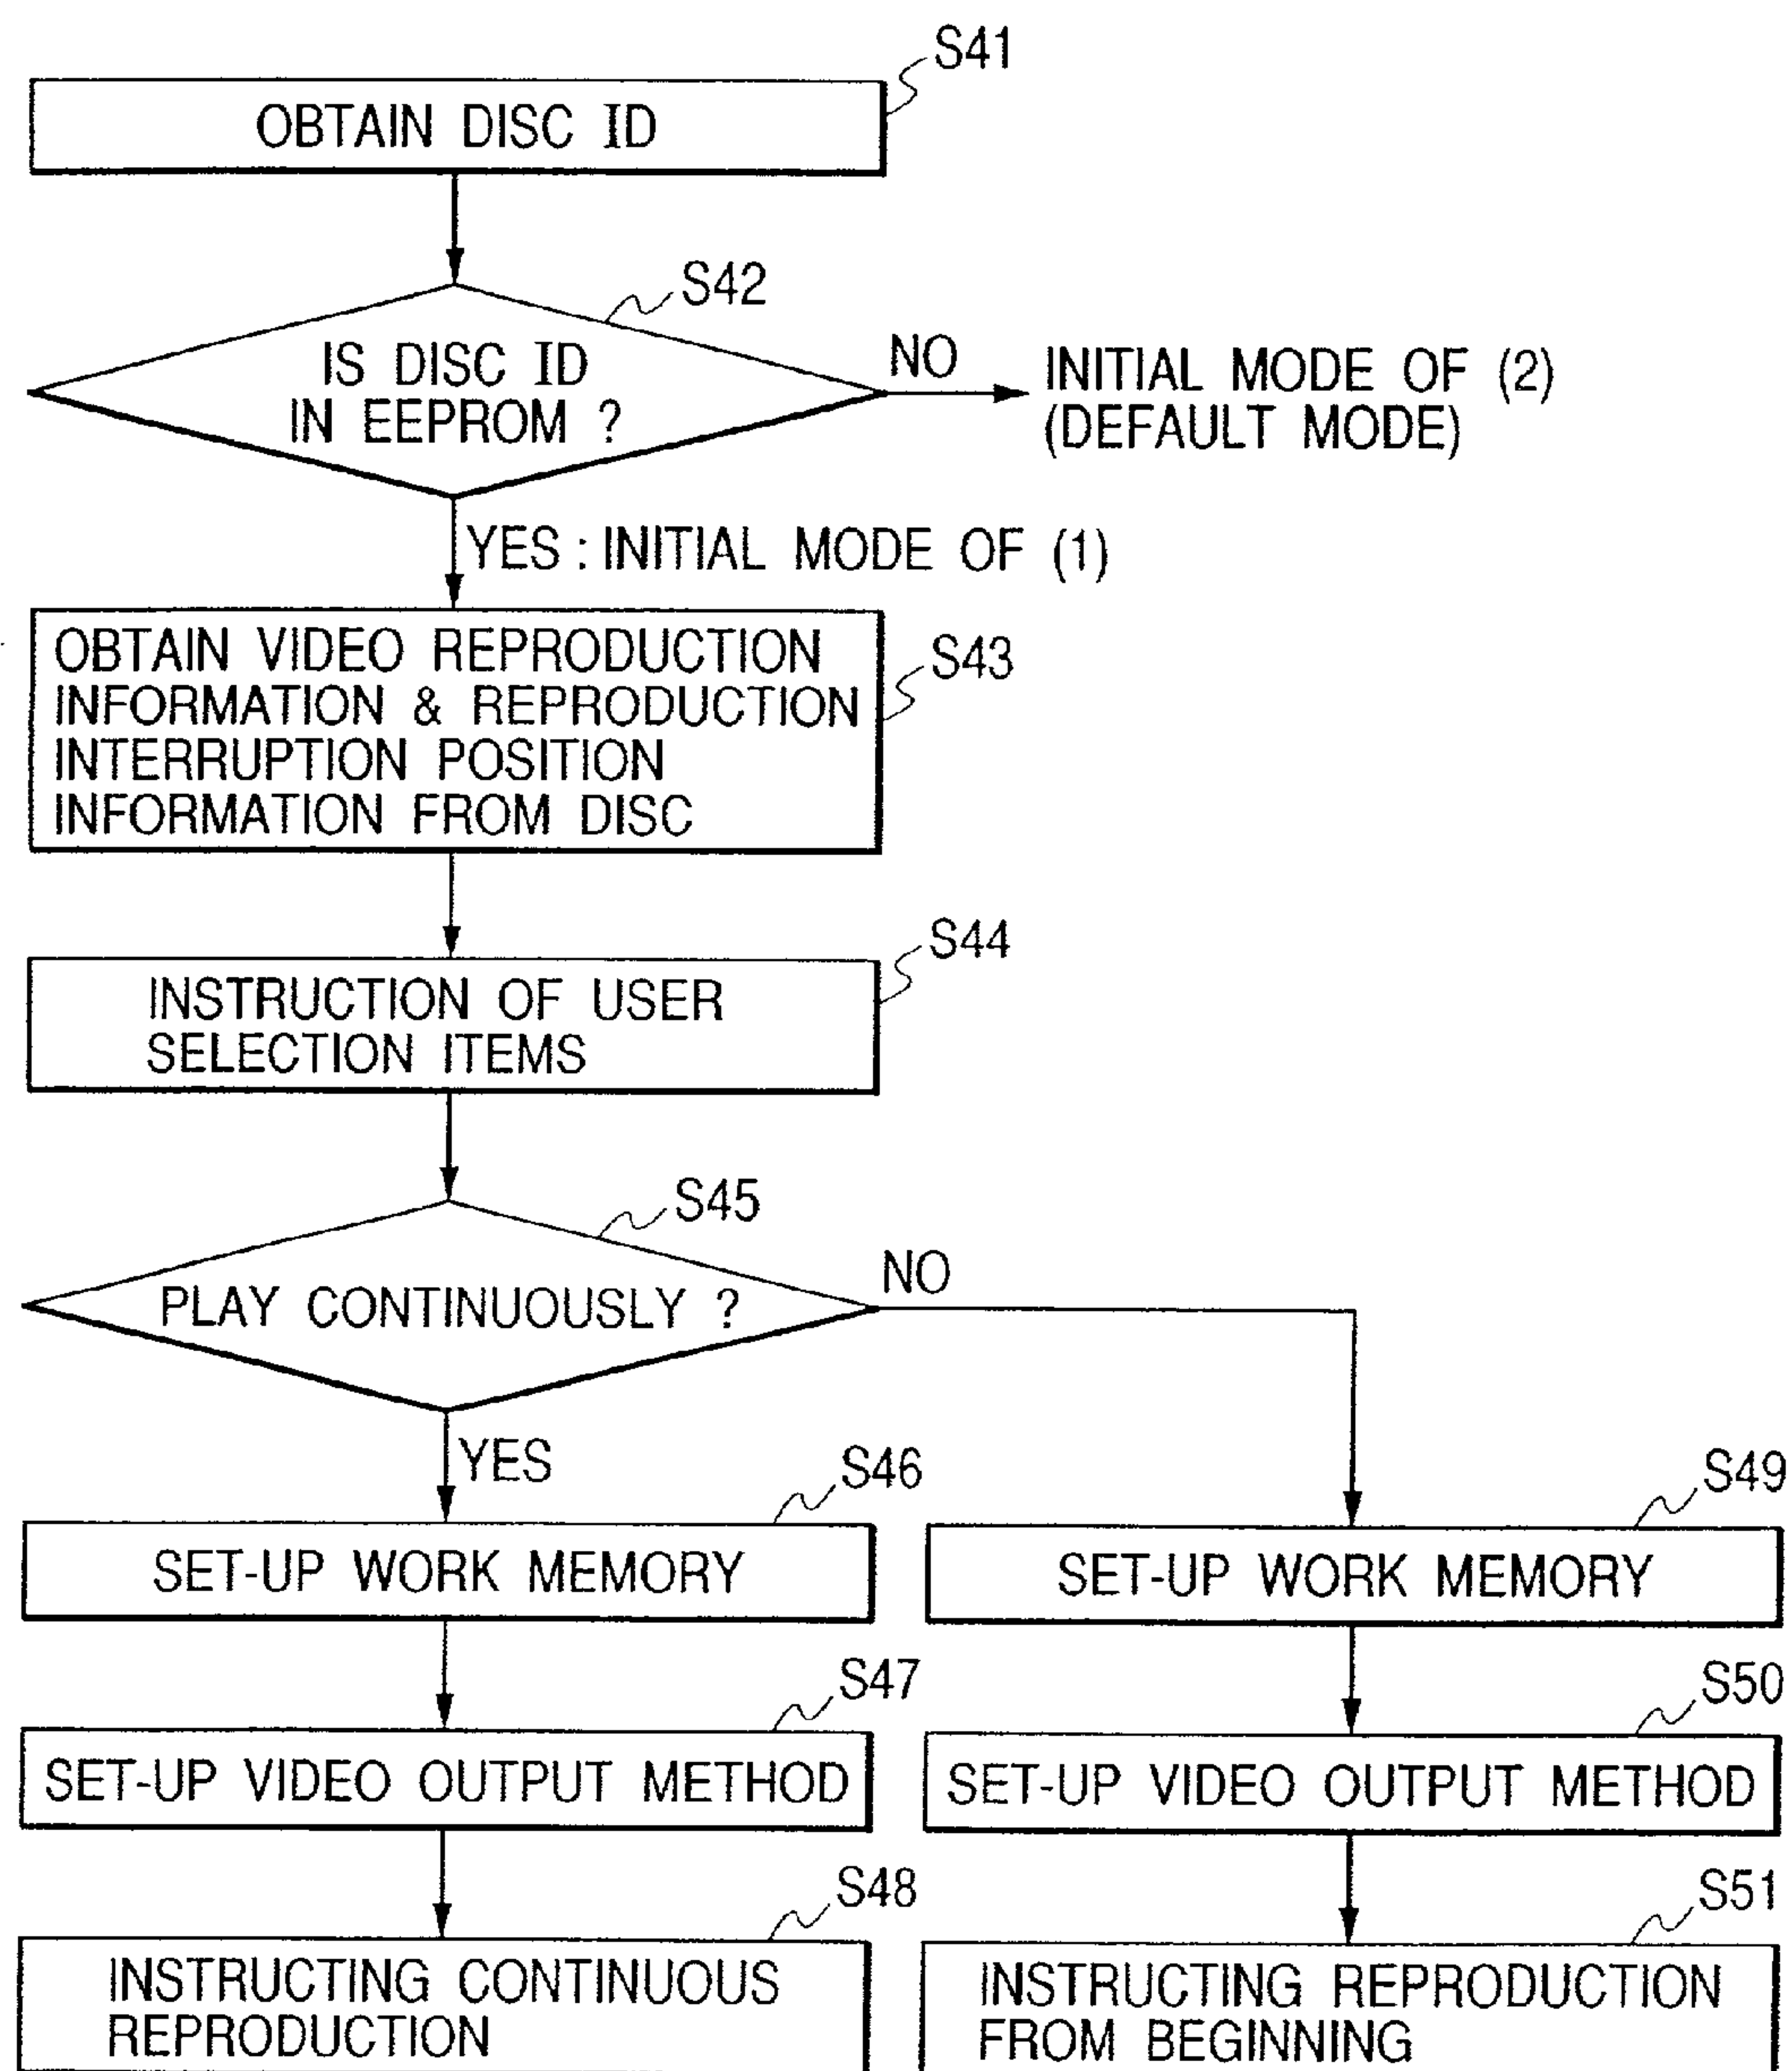 S41
OBTAIN DISC ID
S42
IS DISC ID
IN EEPROM ?
NO
INITIAL MODE OF (2)
(DEFAULT MODE)
YES : INITIAL MODE OF (1)
S43
OBTAIN VIDEO REPRODUCTION
INFORMATION & REPRODUCTION
INTERRUPTION POSITION
INFORMATION FROM DISC
S44
INSTRUCTION OF USER
SELECTION ITEMS
S45
PLAY CONTINUOUSLY ?
NO
YES
S46
SET-UP WORK MEMORY
S49
SET-UP WORK MEMORY
S47
SET-UP VIDEO OUTPUT METHOD
S50
SET-UP VIDEO OUTPUT METHOD
S48
INSTRUCTING CONTINUOUS
REPRODUCTION
S51
INSTRUCTING REPRODUCTION
FROM BEGINNING